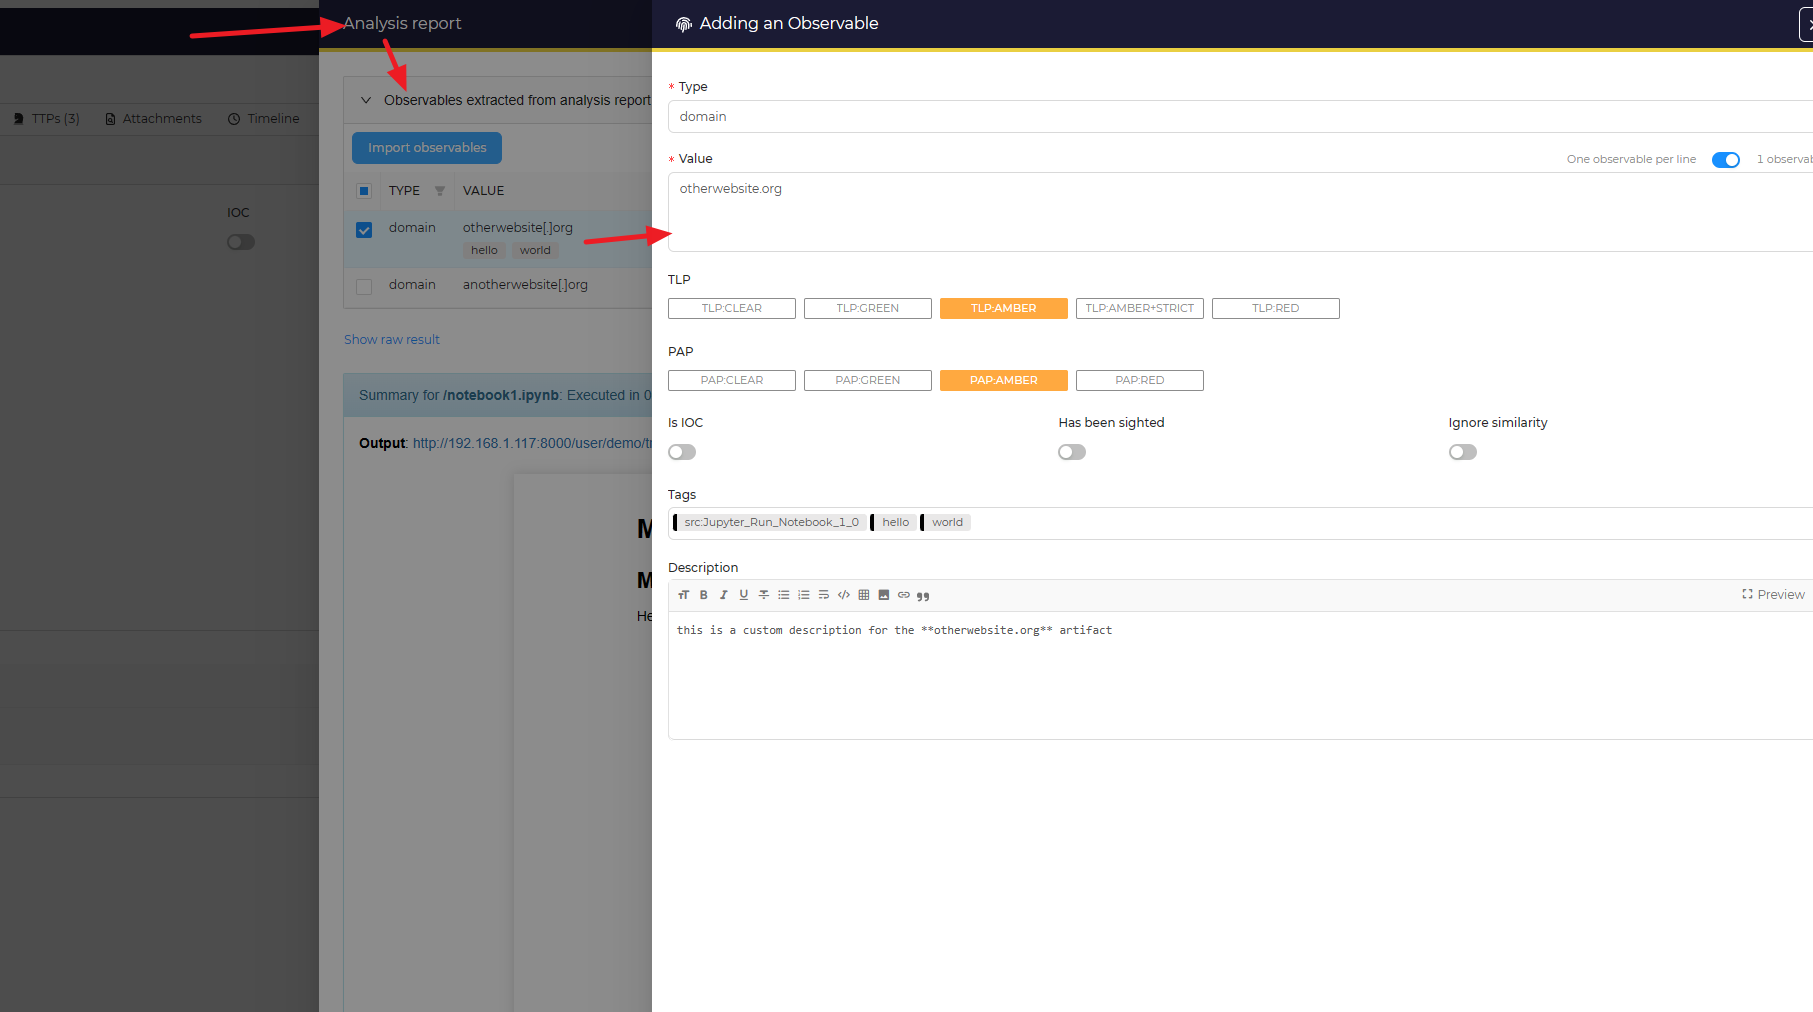 TTPs (3)
Attachments
Timeline
IOC
Analysis report
Observables extracted from analysis report
Import observables
TYPE
VALUE
domain
otherwebsite[.]org
hello
world
domain
anotherwebsite[.]org
Show raw result
Summary for /notebook1.ipynb: Executed in 0
Output: http://192.168.1.117:8000/user/demo/tr
M
M
He
Adding an Observable
* Type
domain
* Value
One observable per line
1 observab
otherwebsite.org
TLP
TLP:CLEAR
TLP:GREEN
TLP:AMBER
TLP:AMBER+STRICT
TLP:RED
PAP
PAP:CLEAR
PAP:GREEN
PAP:AMBER
PAP:RED
Is IOC
Has been sighted
Ignore similarity
Tags
src:Jupyter_Run_Notebook_1_0
hello
world
Description
Preview
this is a custom description for the **otherwebsite.org** artifact